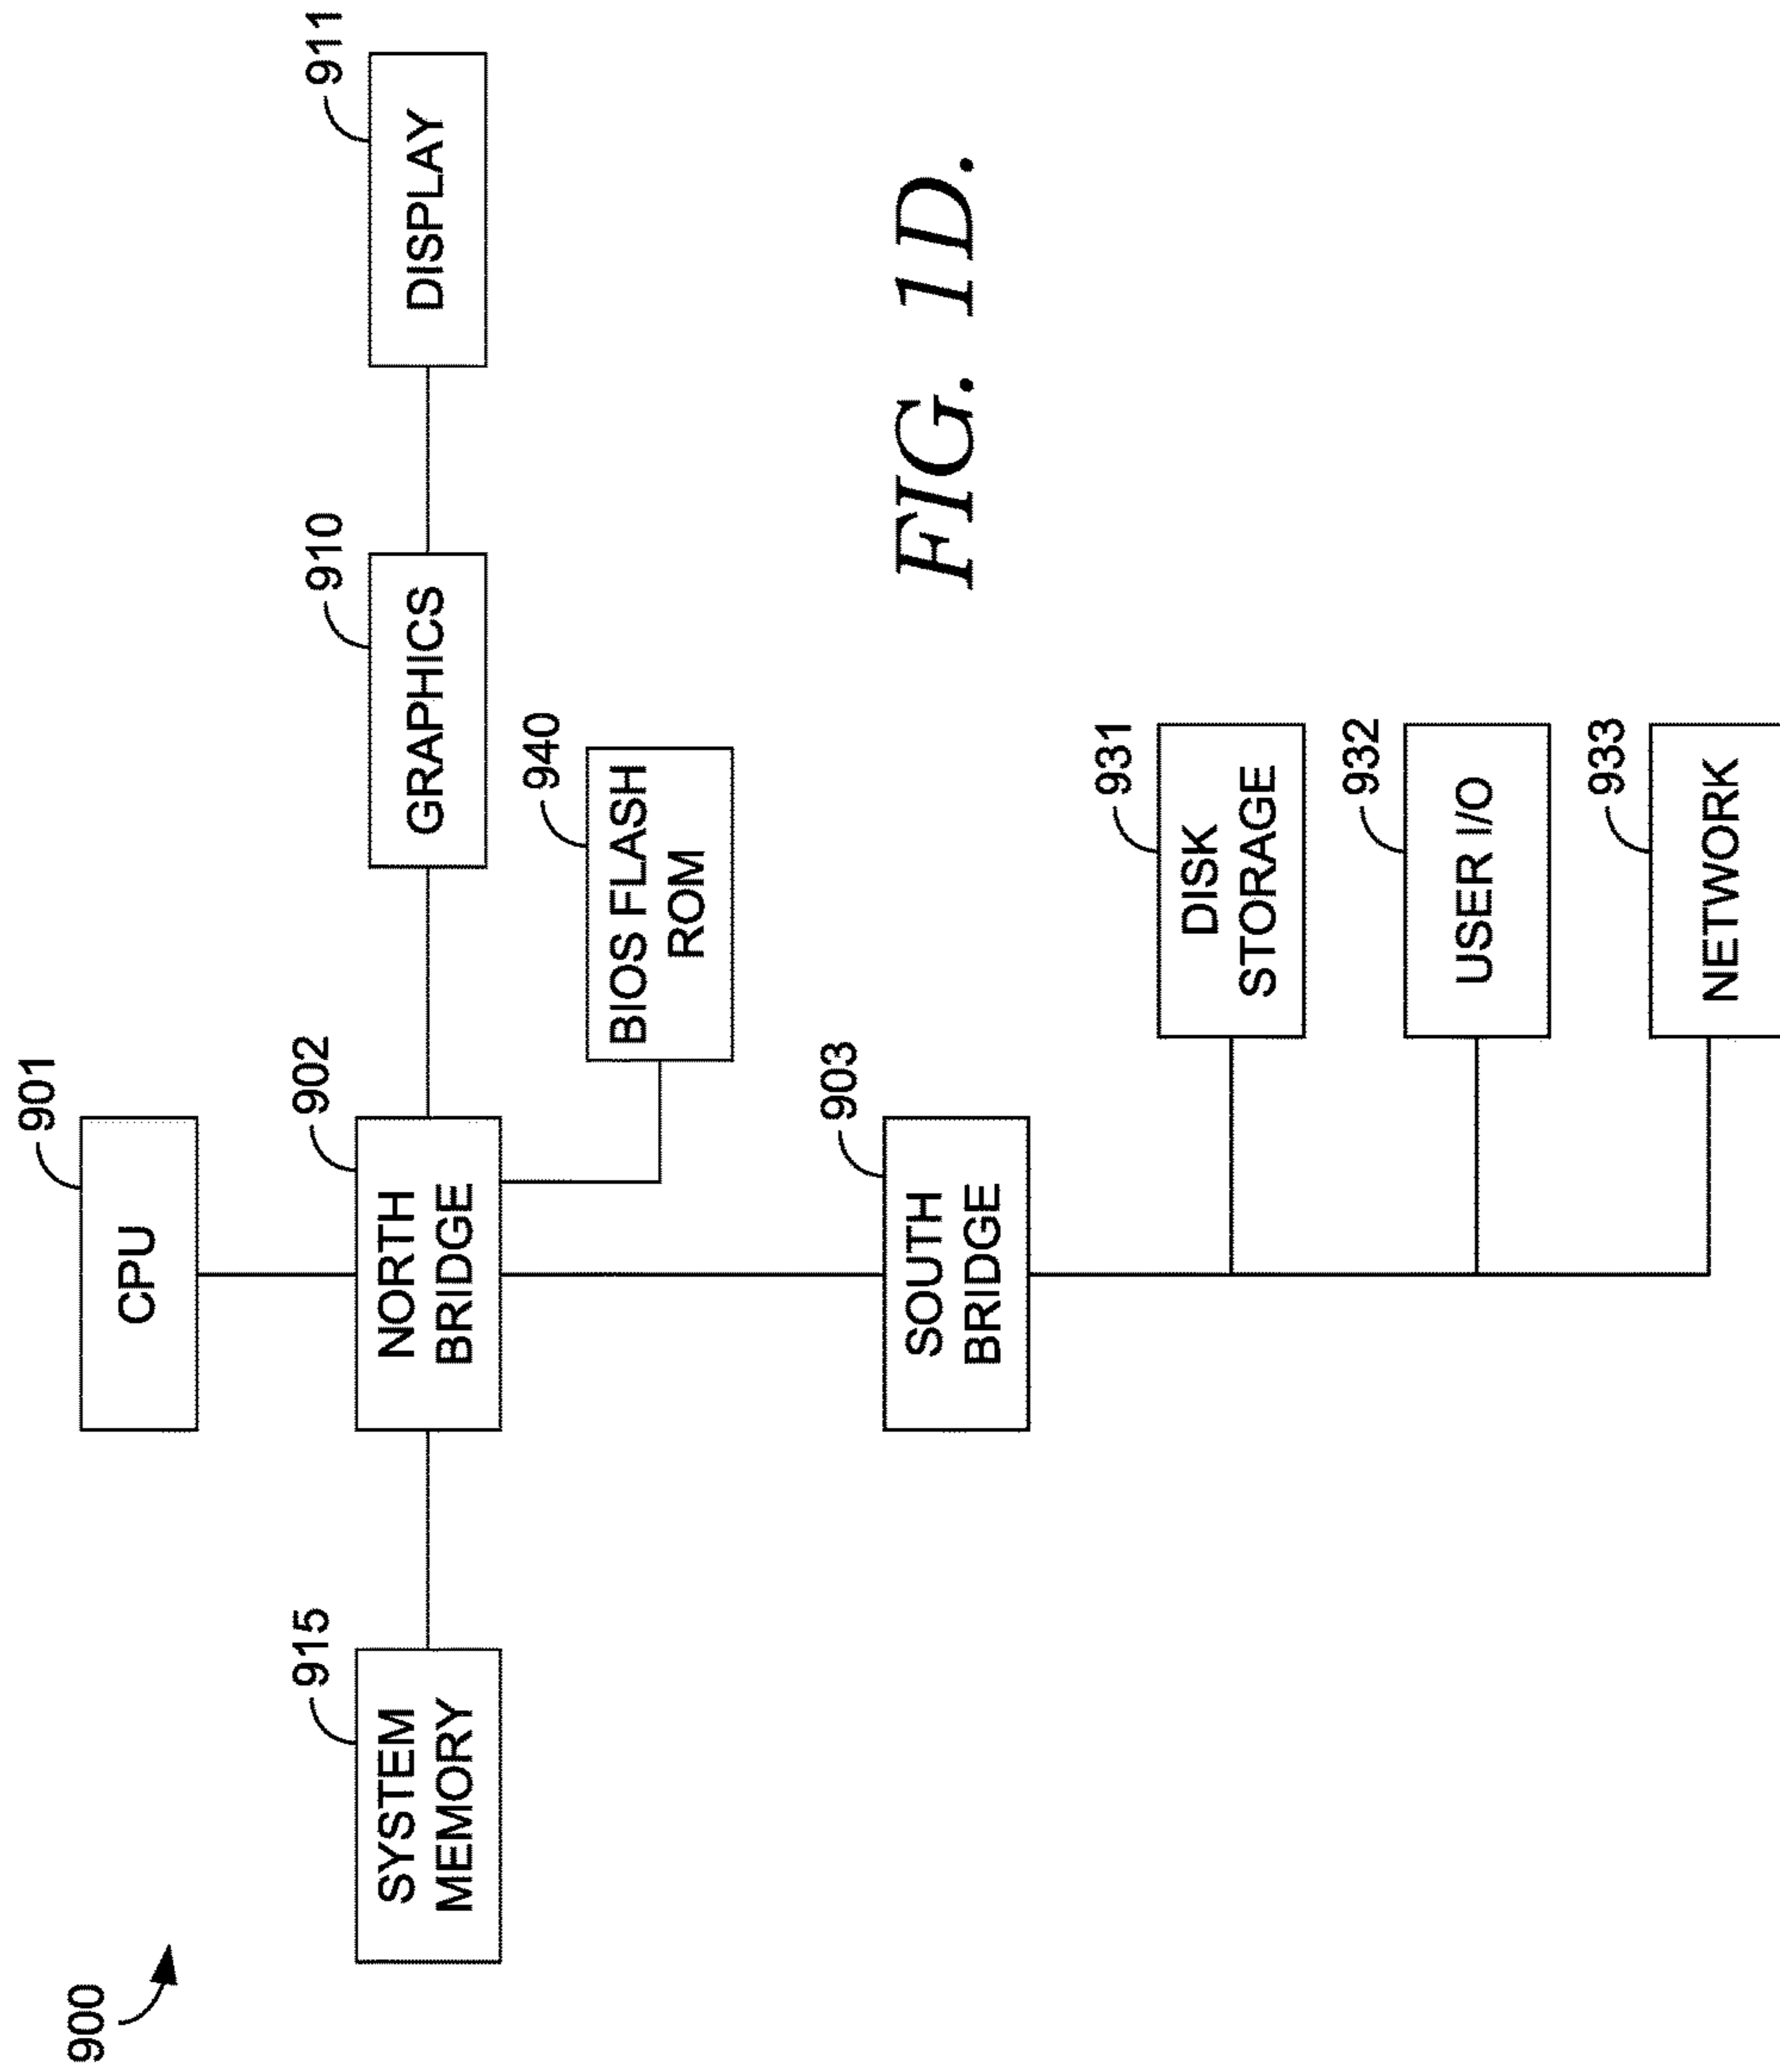 900
901
CPU
915
SYSTEM
MEMORY
902
NORTH
BRIDGE
910
GRAPHICS
911
DISPLAY
940
BIOS FLASH
ROM
903
SOUTH
BRIDGE
931
DISK
STORAGE
932
USER I/O
933
NETWORK
FIG. 1D.